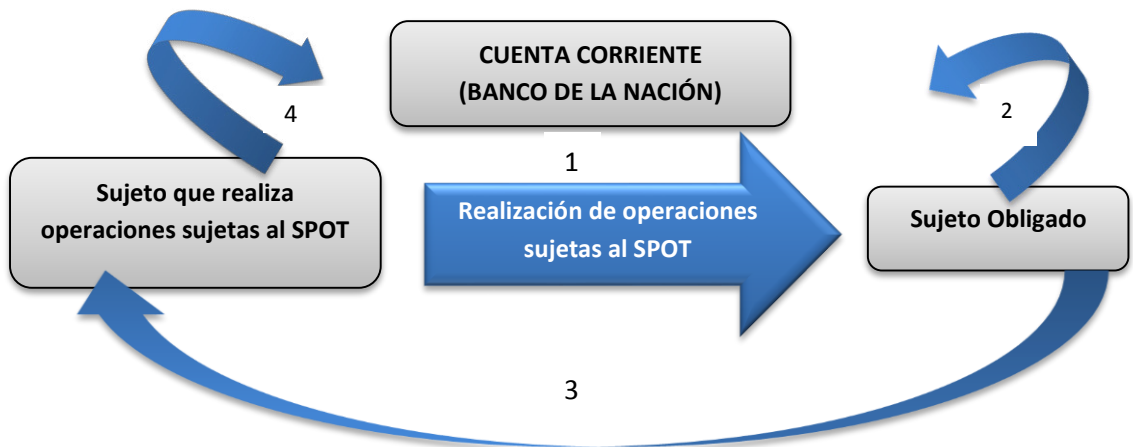 CUENTA CORRIENTE
(BANCO DE LA NACIÓN)
4
2
1
Sujeto que realiza
operaciones sujetas al SPOT
Realización de operaciones
sujetas al SPOT
Sujeto Obligado
3